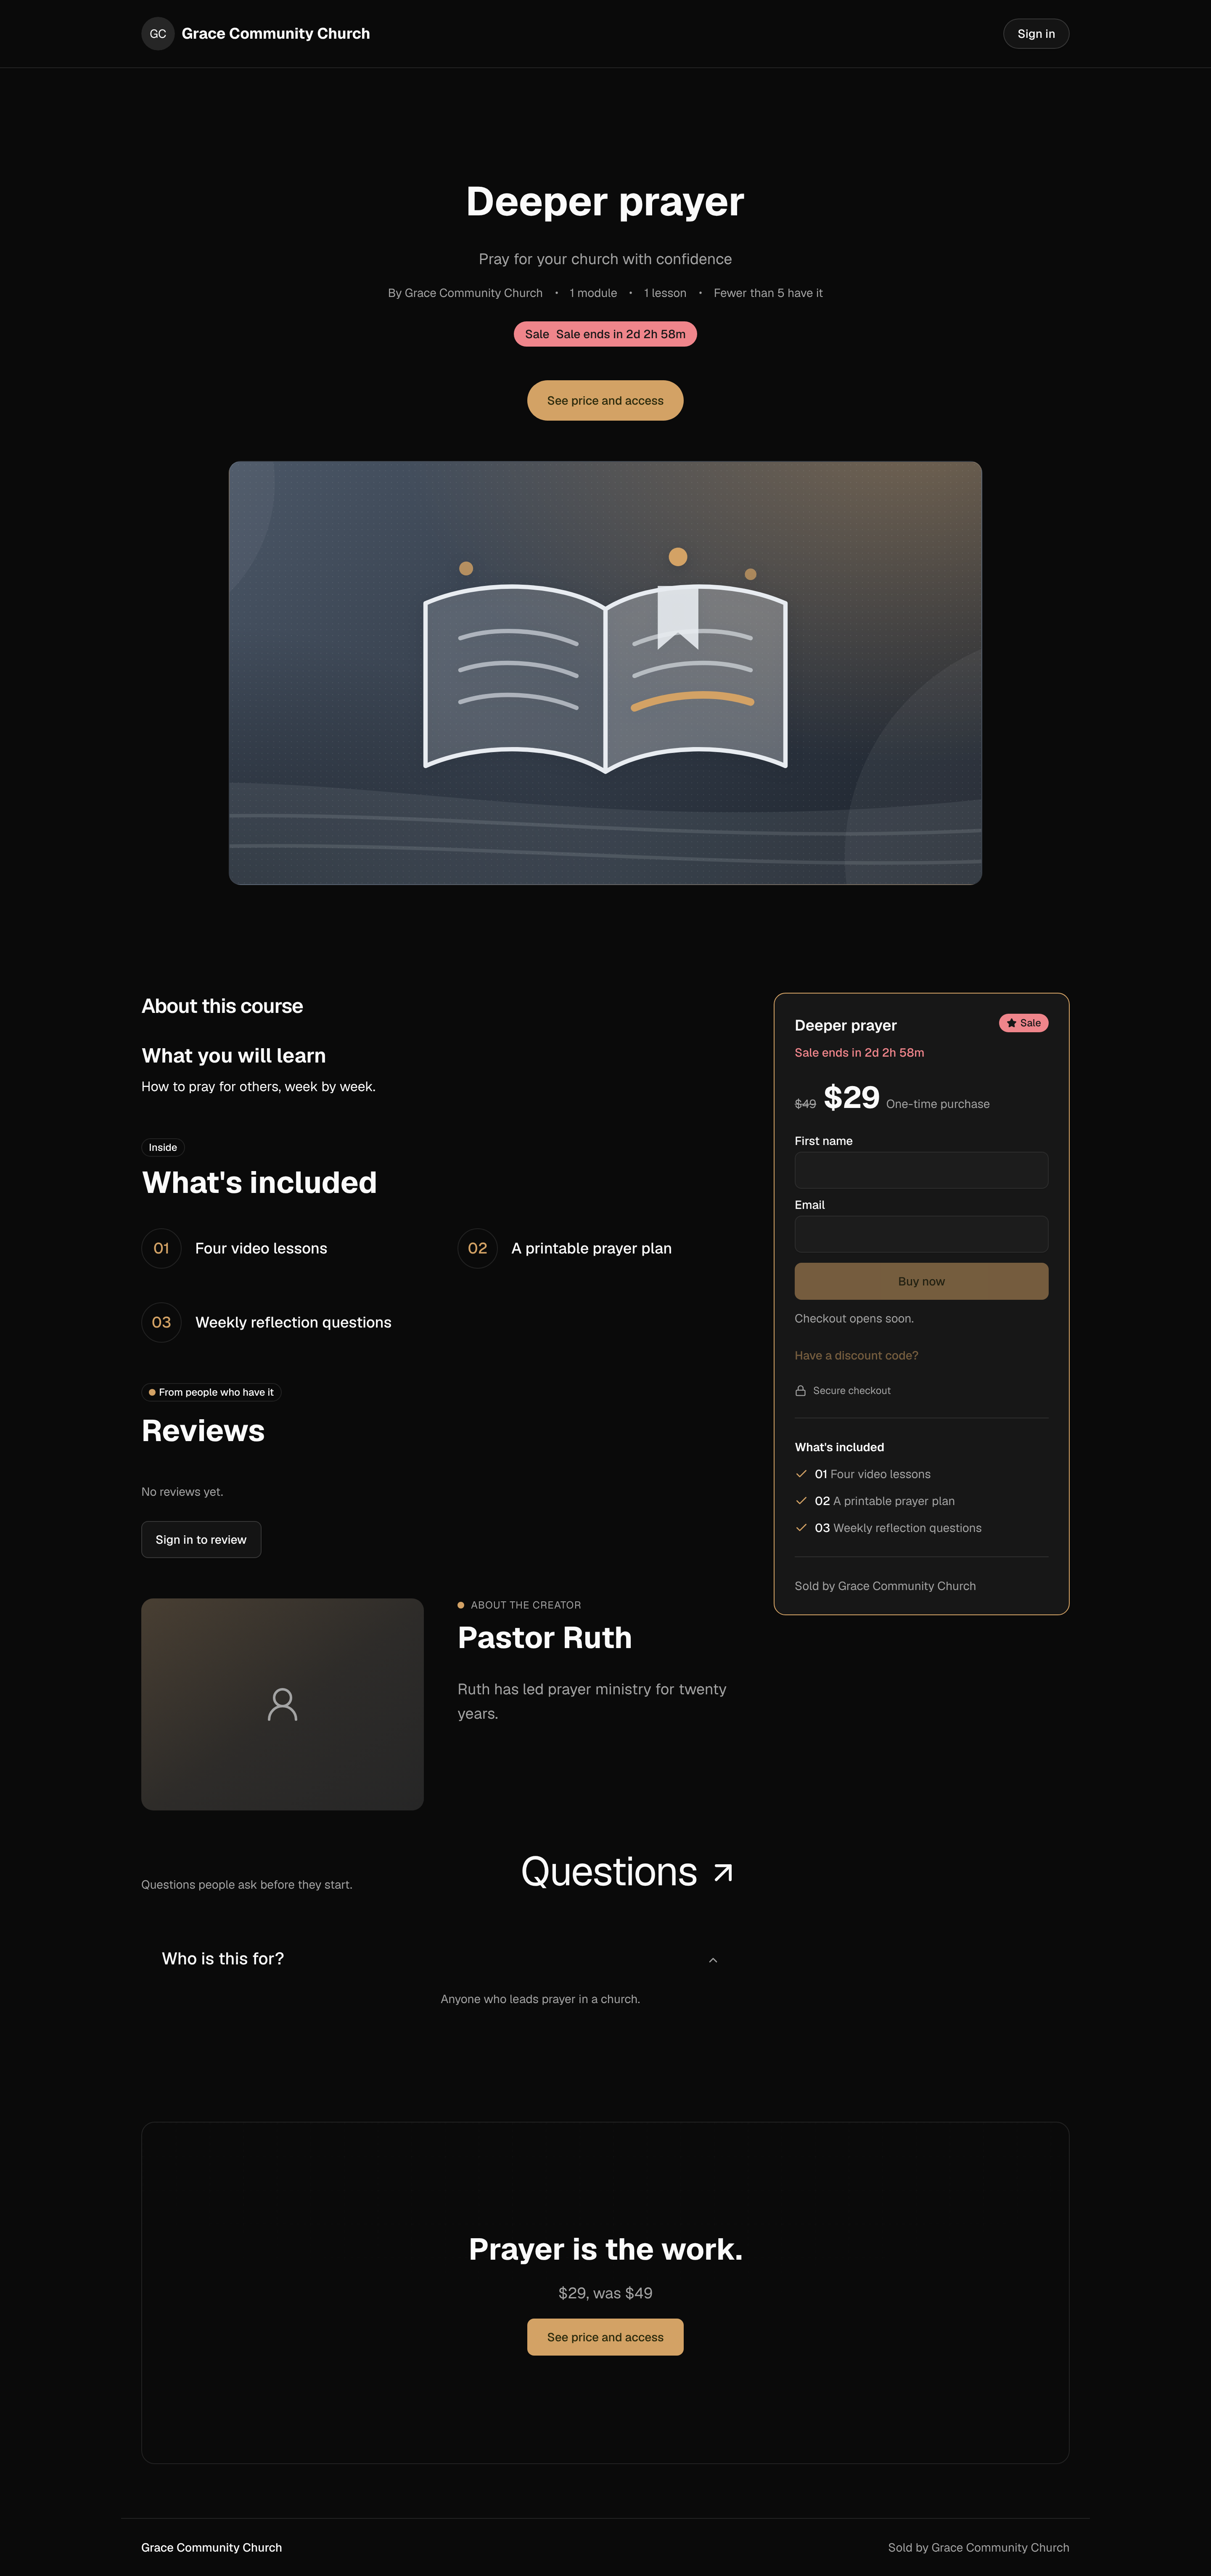 GC Grace Community Church
Sign in
Deeper prayer
Pray for your church with confidence
By Grace Community Church • 1 module • 1 lesson • Fewer than 5 have it
Sale Sale ends in 2d 2h 58m
See price and access
About this course
What you will learn
How to pray for others, week by week.
Inside
What's included
01 Four video lessons
02 A printable prayer plan
03 Weekly reflection questions
From people who have it
Reviews
No reviews yet.
Sign in to review
ABOUT THE CREATOR
Pastor Ruth
Ruth has led prayer ministry for twenty
years.
Questions people ask before they start.
Questions
Who is this for?
Anyone who leads prayer in a church.
Deeper prayer
Sale
Sale ends in 2d 2h 58m
$49 $29 One-time purchase
First name
Email
Buy now
Checkout opens soon.
Have a discount code?
Secure checkout
What's included
01 Four video lessons
02 A printable prayer plan
03 Weekly reflection questions
Sold by Grace Community Church
Prayer is the work.
$29, was $49
See price and access
Grace Community Church
Sold by Grace Community Church